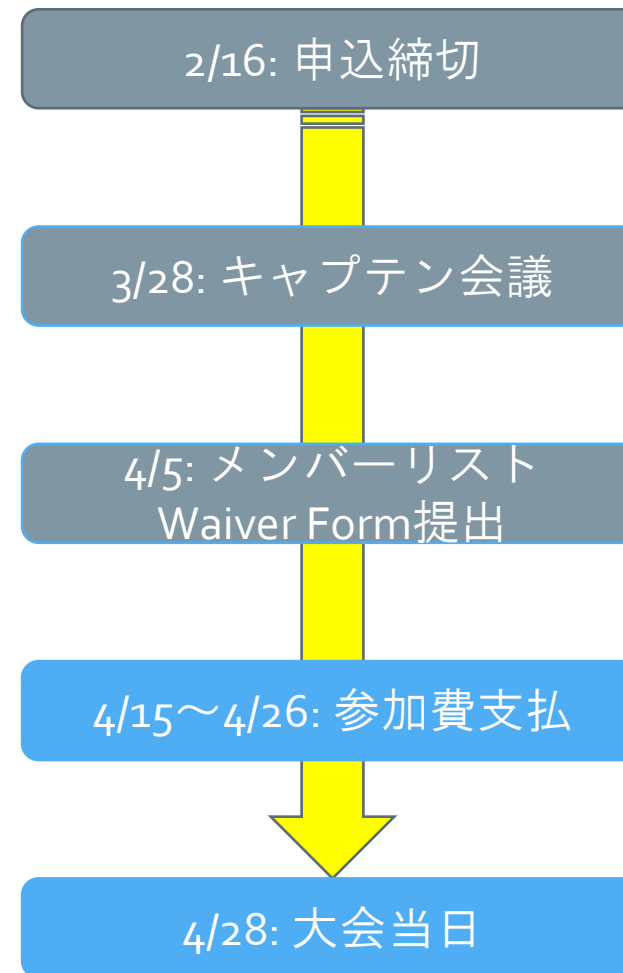 2/16: 申込締切
3/28: キャプテン会議
4/5: メンバーリスト
Waiver Form提出
4/15～4/26: 参加費支払
4/28: 大会当日